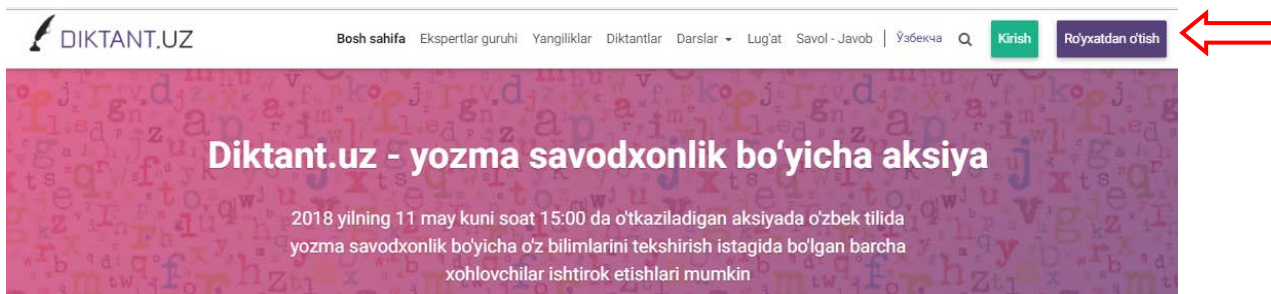 DIKTANT.UZ
Bosh sahifa Ekspertlar guruhi Yangiliklar Diktantlar Darslar Lug'at Savol - Javob | Ўзбекча Kirish Ro'yxatdan o'tish
Diktant.uz - yozma savodxonlik bo‘yicha aksiya
2018 yilning 11 may kuni soat 15:00 da o'tkaziladigan aksiyada o'zbek tilida
yozma savodxonlik bo'yicha o'z bilimlarini tekshirish istagida bo'lgan barcha
xohlovchilar ishtirok etishlari mumkin